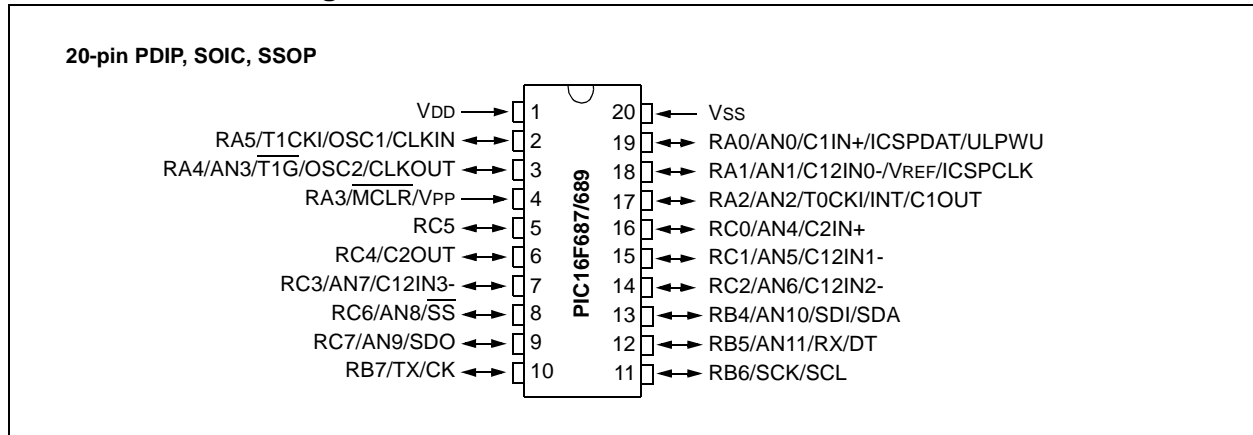 20-pin PDIP, SOIC, SSOP
VDD 1 20 VSS
RA5/T1CKI/OSC1/CLKIN 2 19 RA0/AN0/C1IN+/ICSPDAT/ULPWU
RA4/AN3/T1G/OSC2/CLKOUT 3 18 RA1/AN1/C12IN0-/VREF/ICSPCLK
RA3/MCLR/VPP 4 17 RA2/AN2/T0CKI/INT/C1OUT
RC5 5 16 RC0/AN4/C2IN+
RC4/C2OUT 6 15 RC1/AN5/C12IN1-
RC3/AN7/C12IN3- 7 14 RC2/AN6/C12IN2-
RC6/AN8/SS 8 13 RB4/AN10/SDI/SDA
RC7/AN9/SDO 9 12 RB5/AN11/RX/DT
RB7/TX/CK 10 11 RB6/SCK/SCL
PIC16F687/689